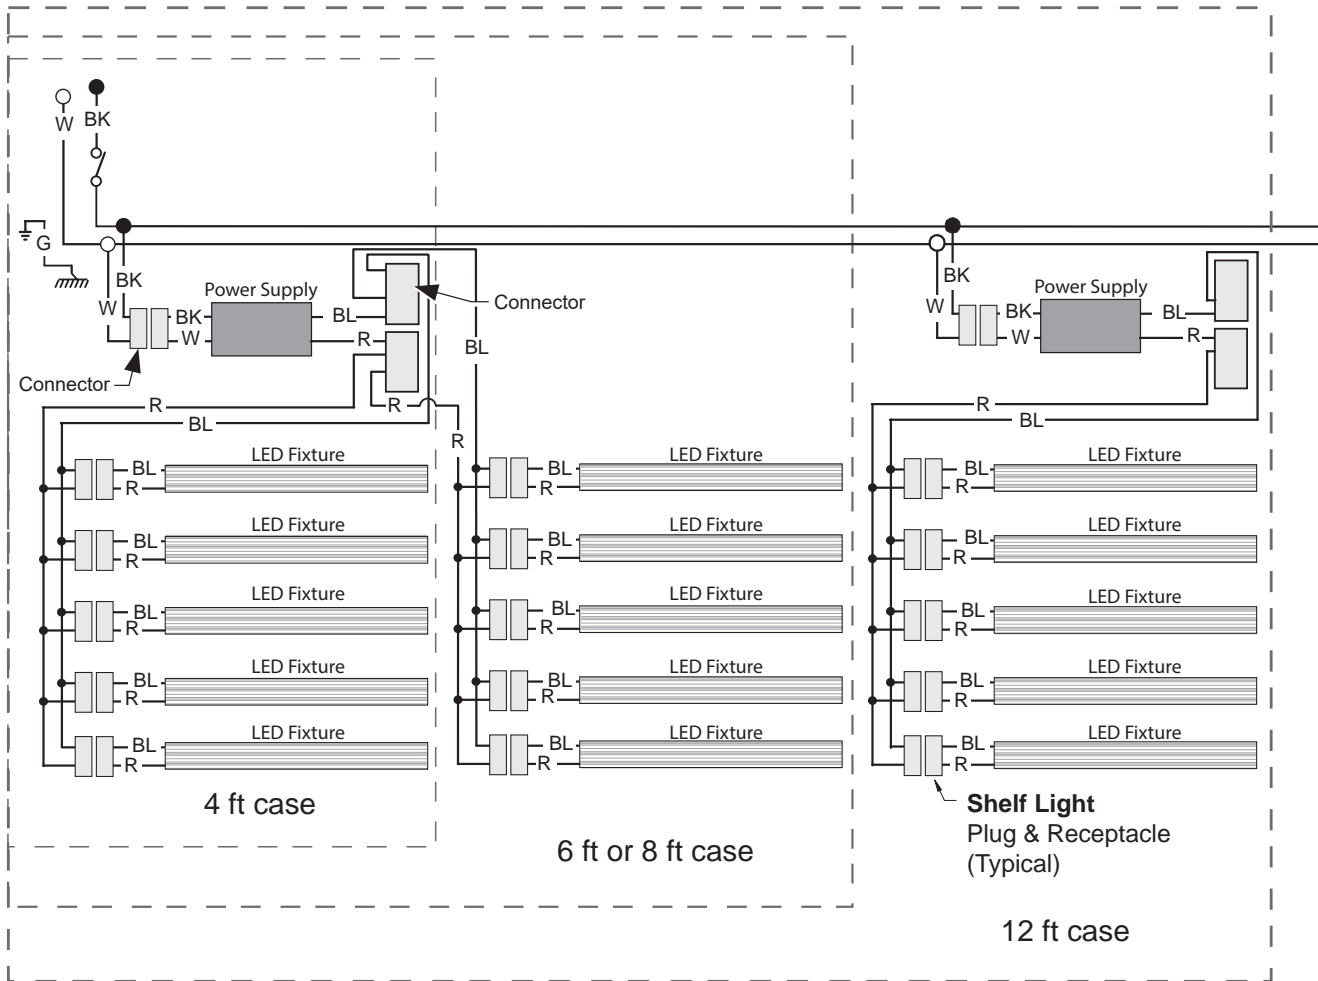 W
BK
G
BK
W
Power Supply
BK
W
BL
R
Connector
Connector
BL
R
BL
R
R
BK
W
Power Supply
BK
W
BL
R
R
BL
LED Fixture
BL
R
LED Fixture
BL
R
LED Fixture
BL
R
LED Fixture
BL
R
LED Fixture
BL
R
LED Fixture
BL
R
LED Fixture
BL
R
LED Fixture
BL
R
LED Fixture
BL
R
LED Fixture
BL
R
LED Fixture
BL
R
LED Fixture
BL
R
LED Fixture
BL
R
LED Fixture
BL
R
LED Fixture
BL
R
4 ft case
6 ft or 8 ft case
Shelf Light
Plug & Receptacle
(Typical)
12 ft case